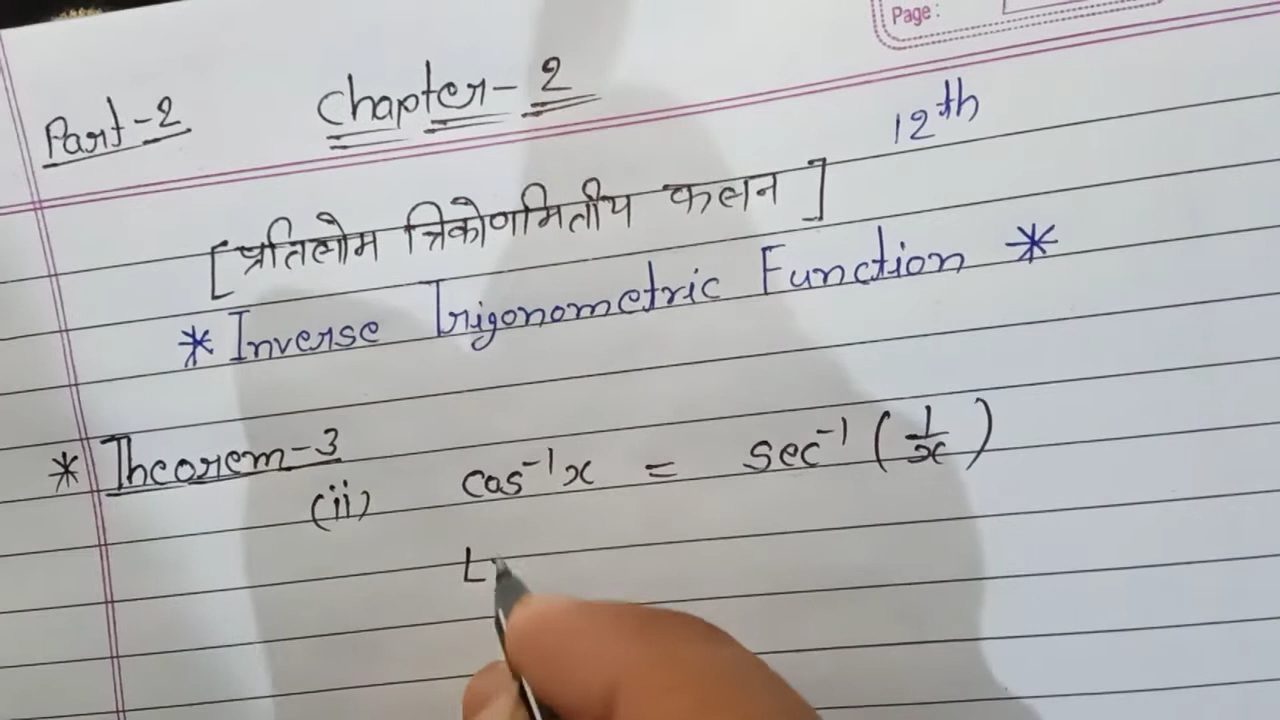 Page:
Part-2 Chapter-2
12th
[प्रतिलोम त्रिकोणमितीय कलन]
* Inverse Trigonometric Function *
* Theorem-3
(ii) cos⁻¹x = sec⁻¹(1/x)
L